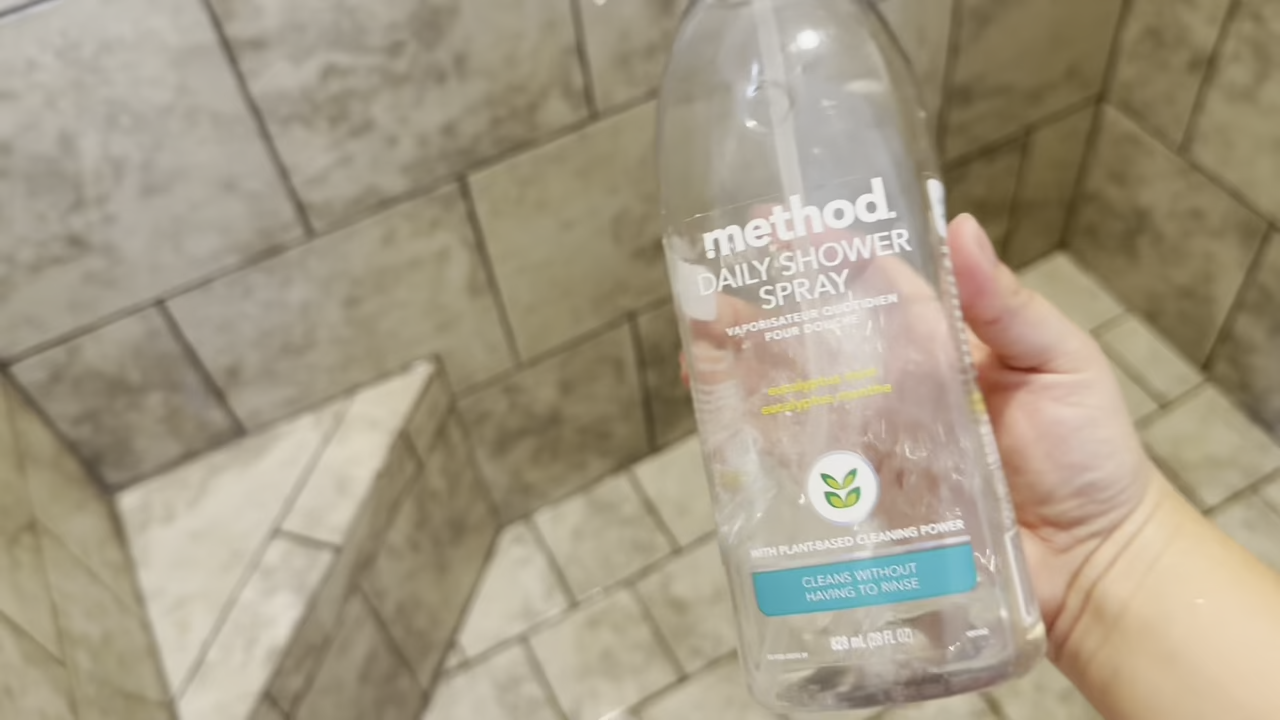 method.
DAILY SHOWER
SPRAY
VAPORISATEUR QUOTIDIEN
POUR DOUCHE
eucalyptus mint
eucalyptus menthe
WITH PLANT-BASED CLEANING POWER
CLEANS WITHOUT
HAVING TO RINSE
828 mL (28 FL OZ)